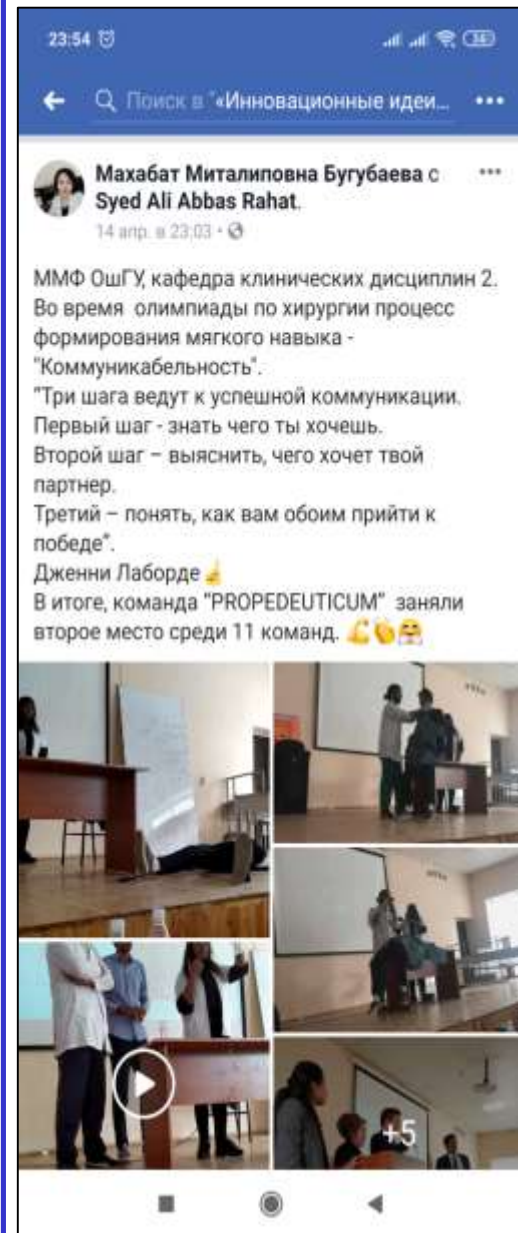 23:54
34
Поиск в "«Инновационные идеи...
Махабат Миталиповна Бугубаева с
Syed Ali Abbas Rahat.
14 апр. в 23:03
ММФ ОшГУ, кафедра клинических дисциплин 2.
Во время олимпиады по хирургии процесс
формирования мягкого навыка -
"Коммуникабельность".
"Три шага ведут к успешной коммуникации.
Первый шаг - знать чего ты хочешь.
Второй шаг – выяснить, чего хочет твой
партнер.
Третий – понять, как вам обоим прийти к
победе".
Дженни Лаборде
В итоге, команда "PROPEDEUTICUM" заняли
второе место среди 11 команд.
+5